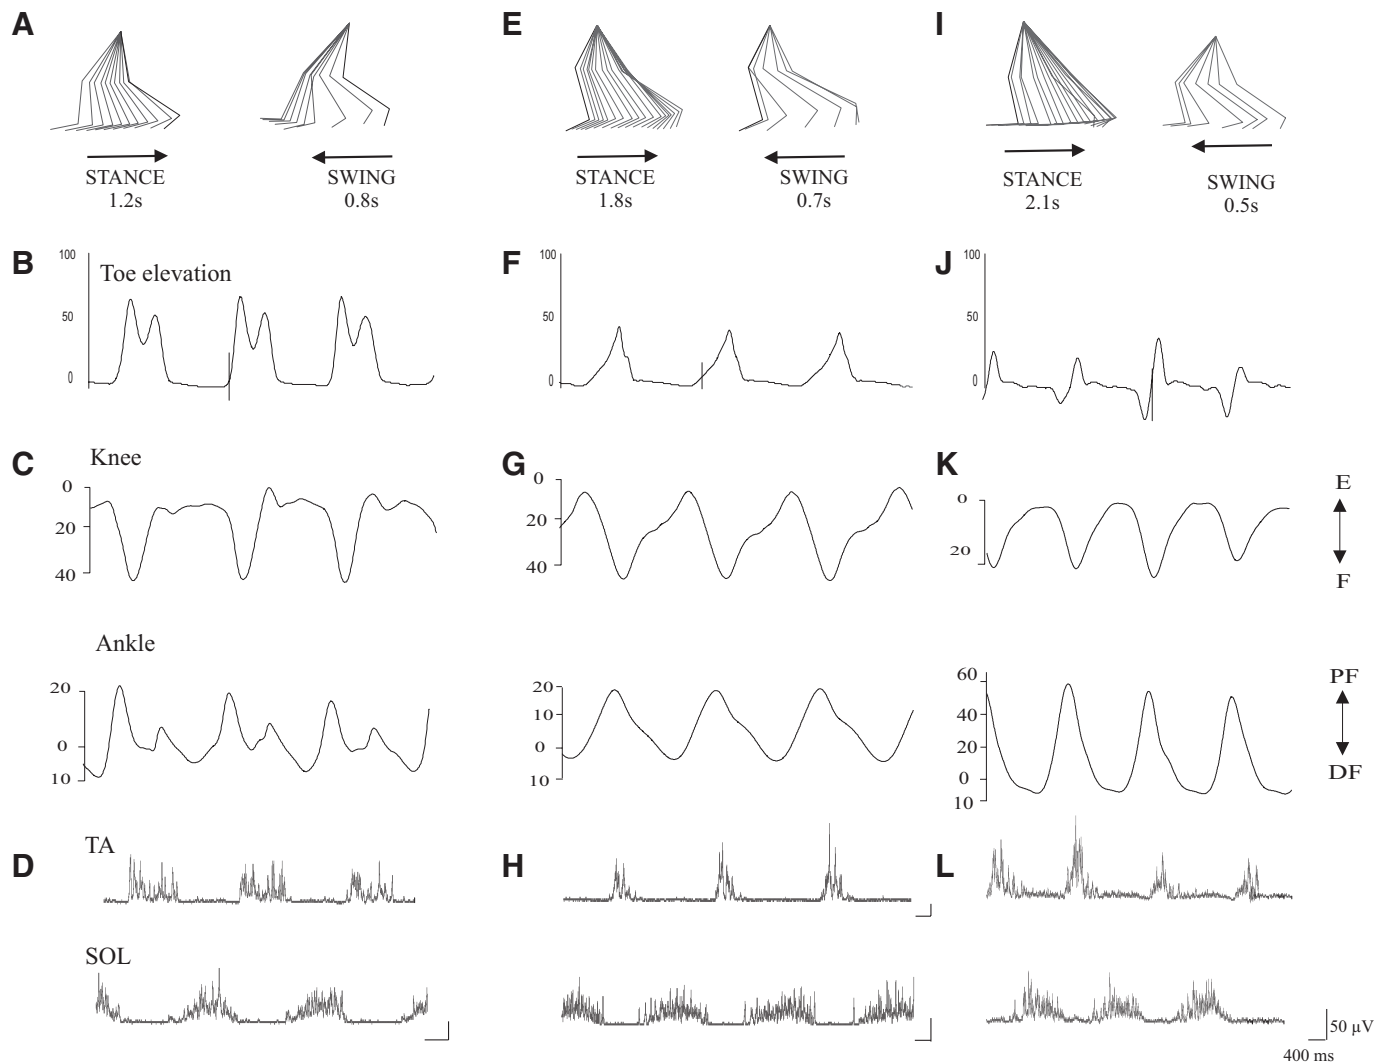 A E I
STANCE SWING STANCE SWING STANCE SWING
1.2s 0.8s 1.8s 0.7s 2.1s 0.5s
B F J
Toe elevation
100 100 100
50 50 50
0 0 0
C G K
Knee
0 0 0 E
20 20 20
40 40 F
Ankle
20 20 60 PF
0 10 40
10 0 20 DF
10 0
10
D H L
TA
SOL
50 µV
400 ms